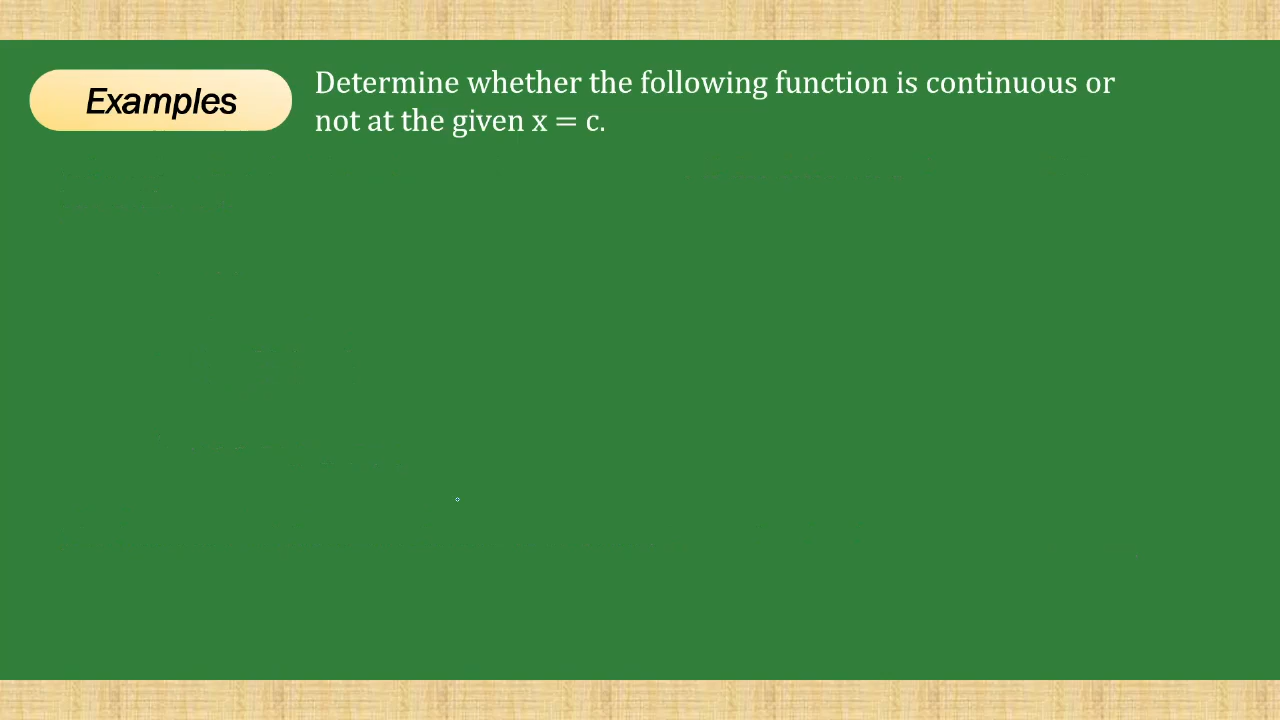 Examples
Determine whether the following function is continuous or
not at the given x = c.